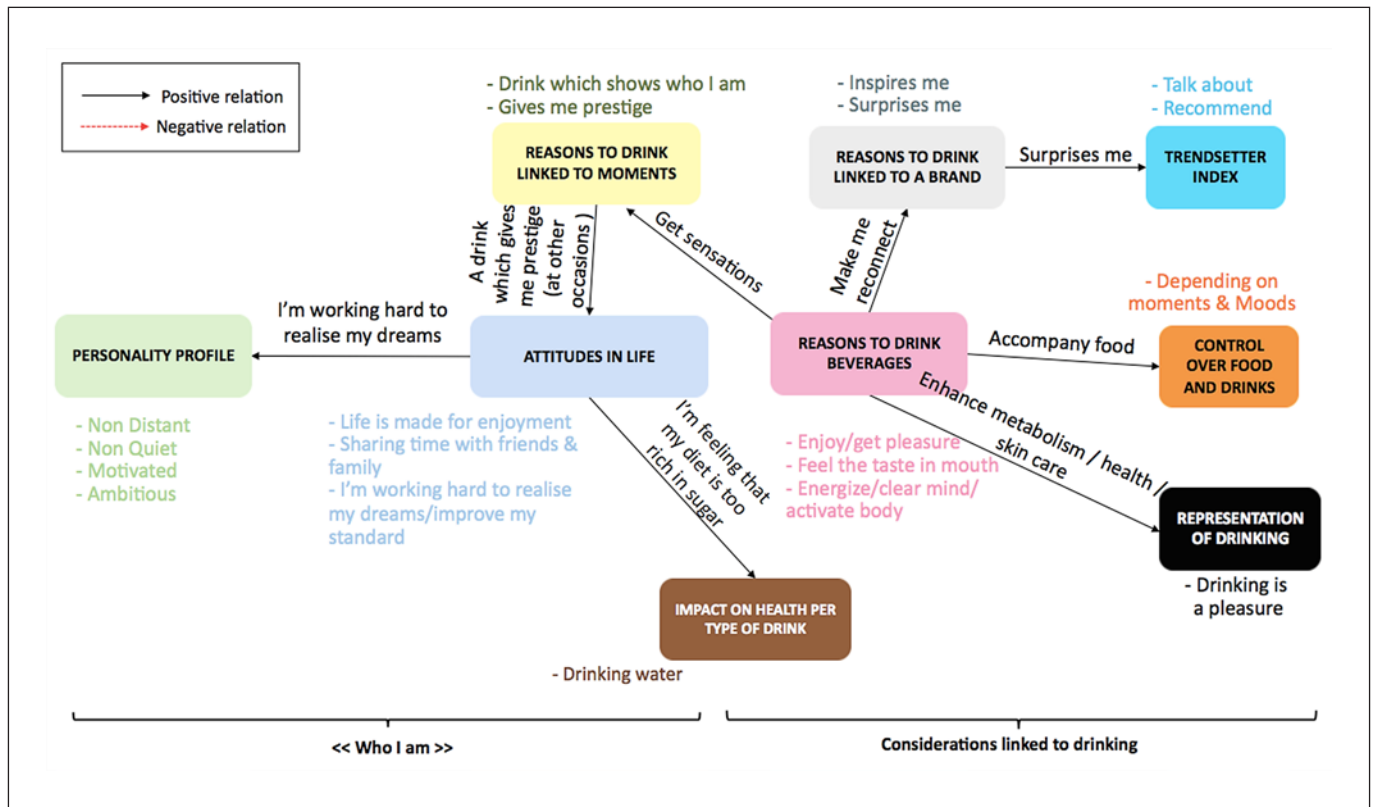 Positive relation
Negative relation
- Drink which shows who I am
- Gives me prestige
REASONS TO DRINK
LINKED TO MOMENTS
- Inspires me
- Surprises me
REASONS TO DRINK
LINKED TO A BRAND
Surprises me
- Talk about
- Recommend
TRENDSETTER
INDEX
A drink
which gives
me prestige
(at other
occasions )
Get sensations
Make me
reconnect
I'm working hard to
realise my dreams
PERSONALITY PROFILE
- Non Distant
- Non Quiet
- Motivated
- Ambitious
ATTITUDES IN LIFE
- Life is made for enjoyment
- Sharing time with friends &
family
- I'm working hard to realise
my dreams/improve my
standard
I'm feeling that
my diet is too
rich in sugar
REASONS TO DRINK
BEVERAGES
- Enjoy/get pleasure
- Feel the taste in mouth
- Energize/clear mind/
activate body
Accompany food
- Depending on
moments & Moods
CONTROL
OVER FOOD
AND DRINKS
Enhance metabolism / health /
skin care
REPRESENTATION
OF DRINKING
- Drinking is
a pleasure
IMPACT ON HEALTH PER
TYPE OF DRINK
- Drinking water
<< Who I am >>
Considerations linked to drinking